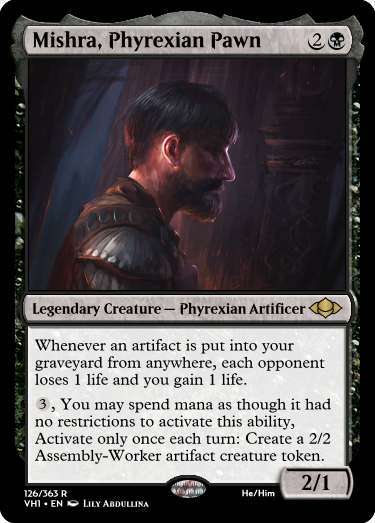 Mishra, Phyrexian Pawn 2
Legendary Creature — Phyrexian Artificer
Whenever an artifact is put into your
graveyard from anywhere, each opponent
loses 1 life and you gain 1 life.
3, You may spend mana as though it had
no restrictions to activate this ability,
Activate only once each turn: Create a 2/2
Assembly-Worker artifact creature token.
126/363 R He/Him 2/1
VH1 • EN Lily Abdullina